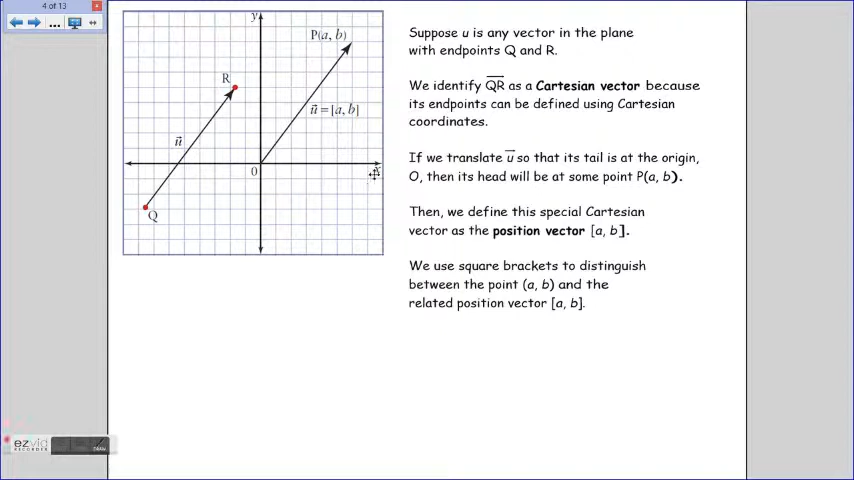 4 of 13
y
P(a, b)
Suppose u is any vector in the plane
with endpoints Q and R.
R
We identify QR as a Cartesian vector because
its endpoints can be defined using Cartesian
coordinates.
u⃗ = [a, b]
u⃗
If we translate u⃗ so that its tail is at the origin,
O, then its head will be at some point P(a, b).
0
x
Q
Then, we define this special Cartesian
vector as the position vector [a, b].
We use square brackets to distinguish
between the point (a, b) and the
related position vector [a, b].
ezvid
RECORDER
DRAW